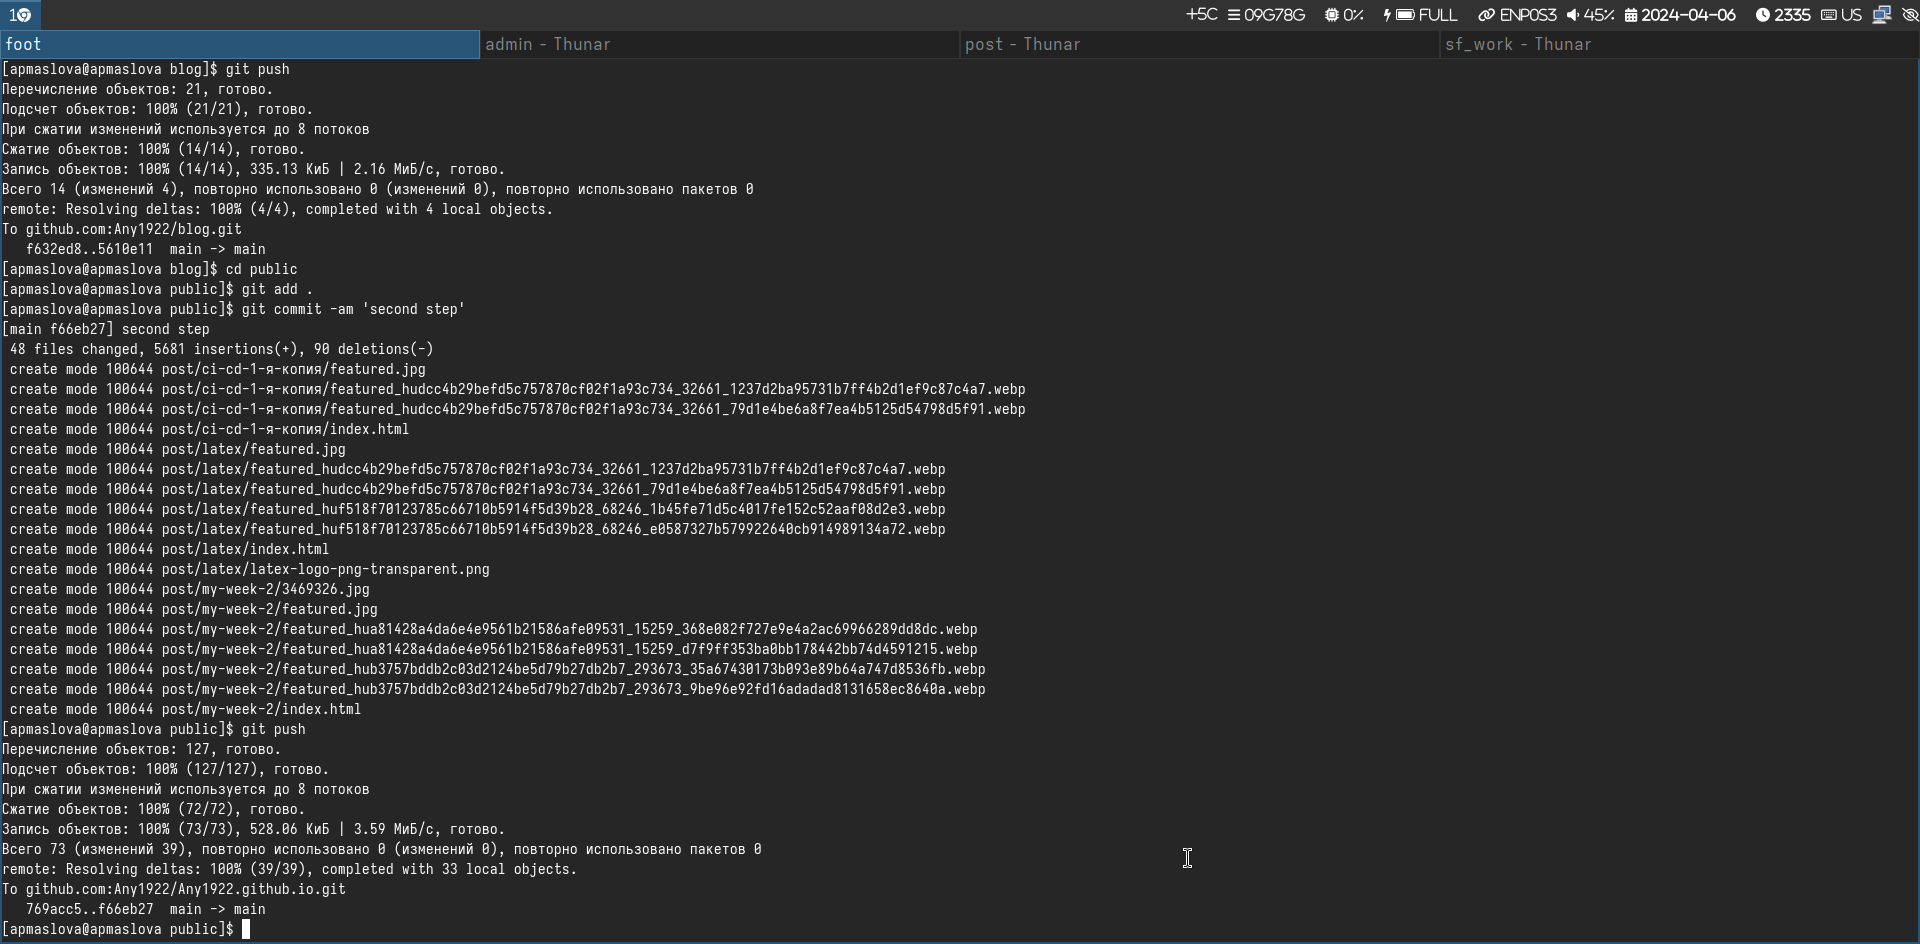 1
+5C 09G78G 0% FULL ENP0S3 45% 2024-04-06 2335 US
foot admin - Thunar post - Thunar sf_work - Thunar
[apmaslova@apmaslova blog]$ git push
Перечисление объектов: 21, готово.
Подсчет объектов: 100% (21/21), готово.
При сжатии изменений используется до 8 потоков
Сжатие объектов: 100% (14/14), готово.
Запись объектов: 100% (14/14), 335.13 КиБ | 2.16 МиБ/с, готово.
Всего 14 (изменений 4), повторно использовано 0 (изменений 0), повторно использовано пакетов 0
remote: Resolving deltas: 100% (4/4), completed with 4 local objects.
To github.com:Any1922/blog.git
   f632ed8..5610e11  main -> main
[apmaslova@apmaslova blog]$ cd public
[apmaslova@apmaslova public]$ git add .
[apmaslova@apmaslova public]$ git commit -am 'second step'
[main f66eb27] second step
 48 files changed, 5681 insertions(+), 90 deletions(-)
 create mode 100644 post/ci-cd-1-я-копия/featured.jpg
 create mode 100644 post/ci-cd-1-я-копия/featured_hudcc4b29befd5c757870cf02f1a93c734_32661_1237d2ba95731b7ff4b2d1ef9c87c4a7.webp
 create mode 100644 post/ci-cd-1-я-копия/featured_hudcc4b29befd5c757870cf02f1a93c734_32661_79d1e4be6a8f7ea4b5125d54798d5f91.webp
 create mode 100644 post/ci-cd-1-я-копия/index.html
 create mode 100644 post/latex/featured.jpg
 create mode 100644 post/latex/featured_hudcc4b29befd5c757870cf02f1a93c734_32661_1237d2ba95731b7ff4b2d1ef9c87c4a7.webp
 create mode 100644 post/latex/featured_hudcc4b29befd5c757870cf02f1a93c734_32661_79d1e4be6a8f7ea4b5125d54798d5f91.webp
 create mode 100644 post/latex/featured_huf518f70123785c66710b5914f5d39b28_68246_1b45fe71d5c4017fe152c52aaf08d2e3.webp
 create mode 100644 post/latex/featured_huf518f70123785c66710b5914f5d39b28_68246_e0587327b579922640cb914989134a72.webp
 create mode 100644 post/latex/index.html
 create mode 100644 post/latex/latex-logo-png-transparent.png
 create mode 100644 post/my-week-2/3469326.jpg
 create mode 100644 post/my-week-2/featured.jpg
 create mode 100644 post/my-week-2/featured_hua81428a4da6e4e9561b21586afe09531_15259_368e082f727e9e4a2ac69966289dd8dc.webp
 create mode 100644 post/my-week-2/featured_hua81428a4da6e4e9561b21586afe09531_15259_d7f9ff353ba0bb178442bb74d4591215.webp
 create mode 100644 post/my-week-2/featured_hub3757bddb2c03d2124be5d79b27db2b7_293673_35a67430173b093e89b64a747d8536fb.webp
 create mode 100644 post/my-week-2/featured_hub3757bddb2c03d2124be5d79b27db2b7_293673_9be96e92fd16adadad8131658ec8640a.webp
 create mode 100644 post/my-week-2/index.html
[apmaslova@apmaslova public]$ git push
Перечисление объектов: 127, готово.
Подсчет объектов: 100% (127/127), готово.
При сжатии изменений используется до 8 потоков
Сжатие объектов: 100% (72/72), готово.
Запись объектов: 100% (73/73), 528.06 КиБ | 3.59 МиБ/с, готово.
Всего 73 (изменений 39), повторно использовано 0 (изменений 0), повторно использовано пакетов 0
remote: Resolving deltas: 100% (39/39), completed with 33 local objects.
To github.com:Any1922/Any1922.github.io.git
   769acc5..f66eb27  main -> main
[apmaslova@apmaslova public]$